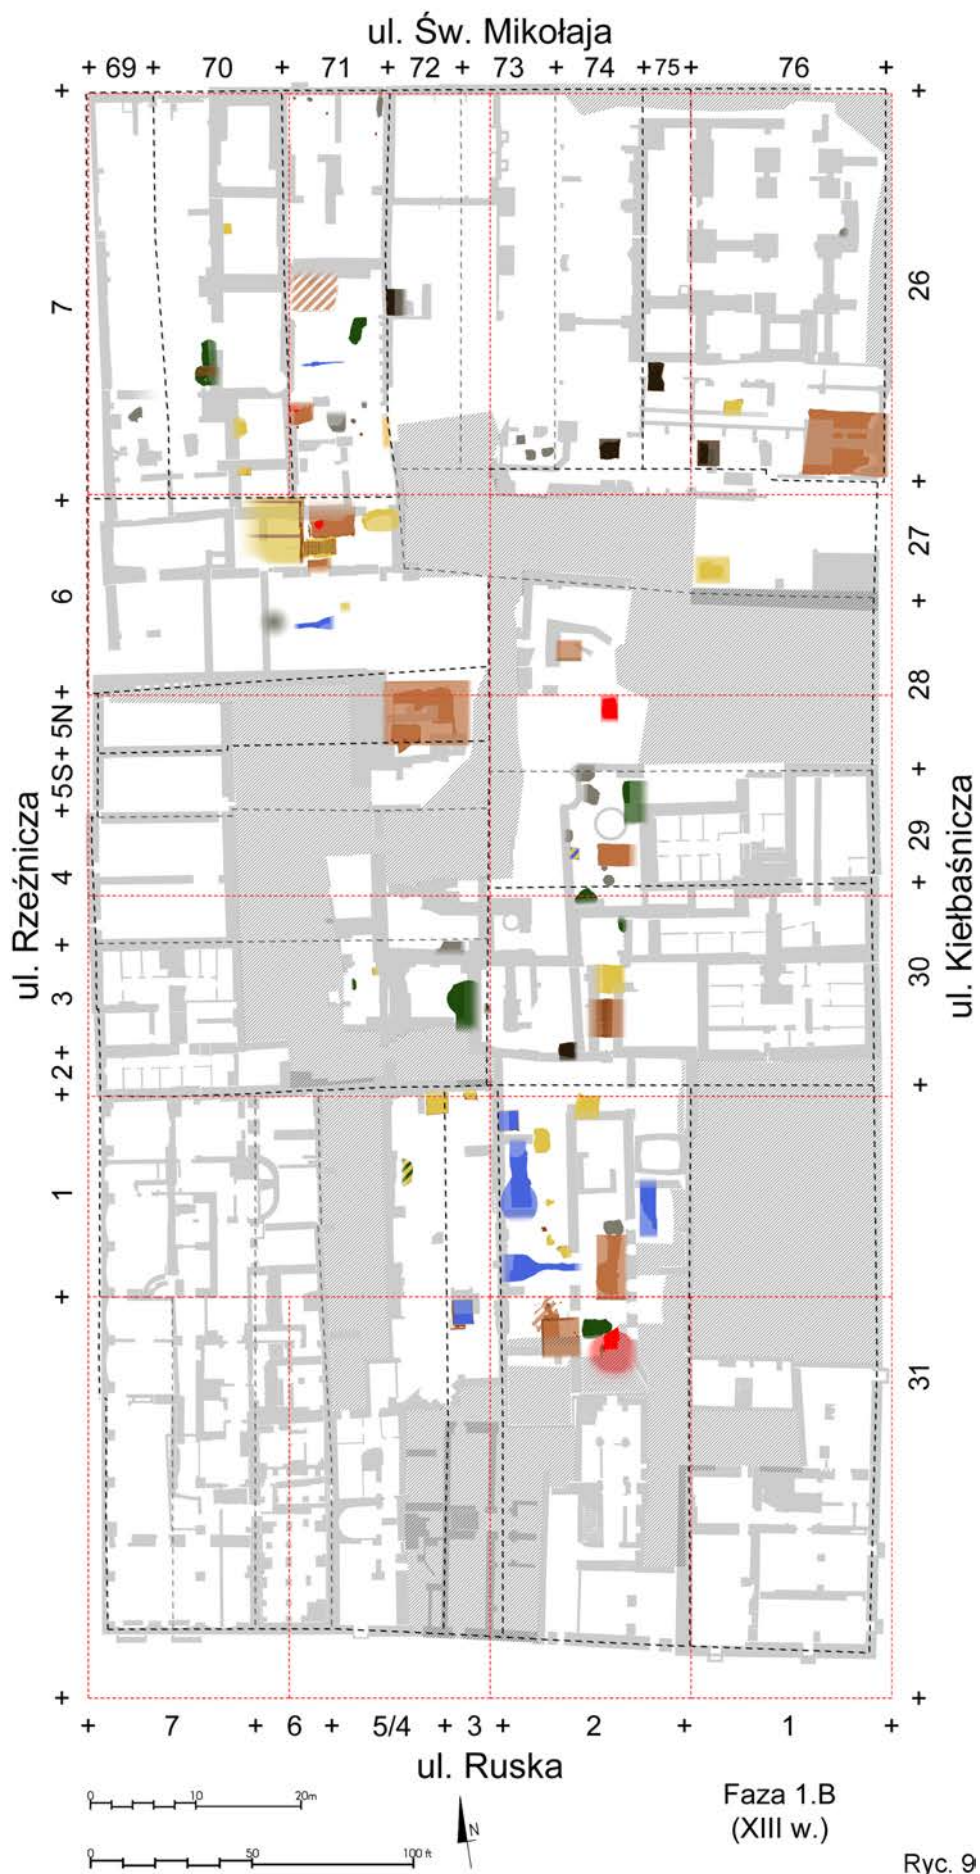 ul. Św. Mikołaja
+ 69 + 70 + 71 + 72 + 73 + 74 + 75 + 76 +
+ 7 + 6 + 5N + 5S + 4 + 3 + 2 + 1 + +
ul. Rzeźnicza
+ 26 + 27 + 28 + 29 + 30 + 31 +
ul. Kiełbaśnicza
+ 7 + 6 + 5/4 + 3 + 2 + 1 +
ul. Ruska
0 10 20m
0 50 100 ft
N
Faza 1.B
(XIII w.)
Ryc. 9